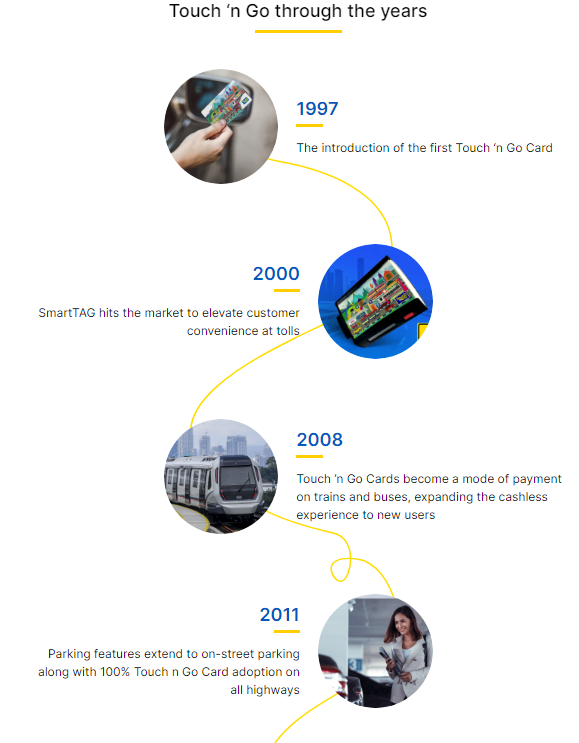 Touch ‘n Go through the years
1997
The introduction of the first Touch ‘n Go Card
2000
SmartTAG hits the market to elevate customer
convenience at tolls
2008
Touch ‘n Go Cards become a mode of payment
on trains and buses, expanding the cashless
experience to new users
2011
Parking features extend to on-street parking
along with 100% Touch n Go Card adoption on
all highways